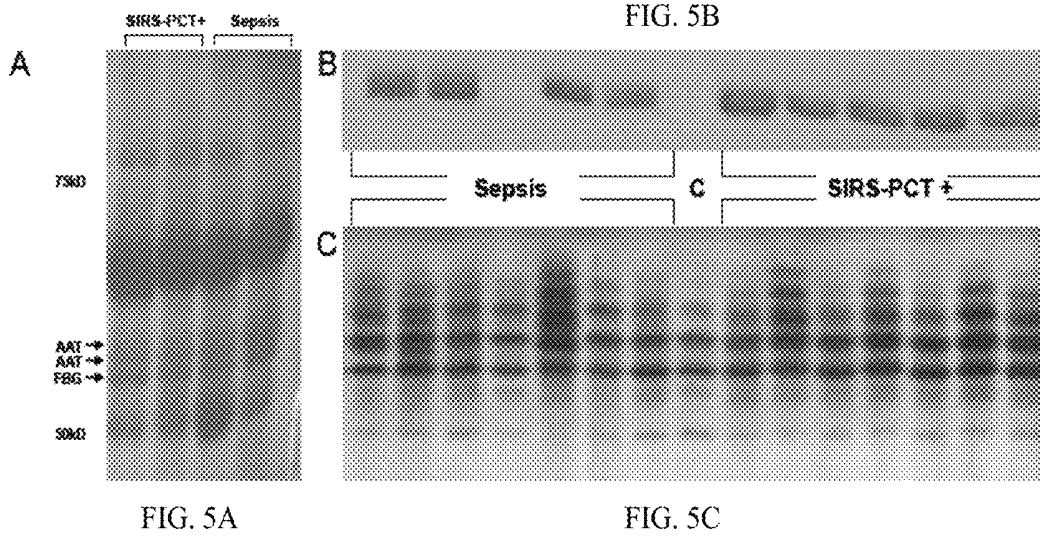 FIG. 5B
SIRS-PCT+ Sepsis
A
B
75kD
Sepsis C SIRS-PCT +
C
AAT
AAT
FBG
50kD
FIG. 5A
FIG. 5C